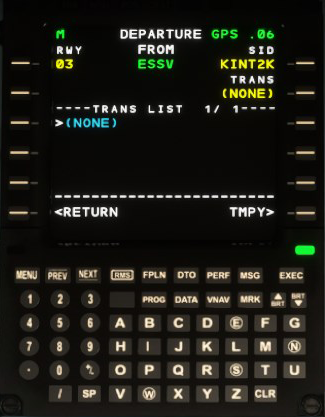 M DEPARTURE GPS .06
RWY FROM SID
03 ESSV KINT2K
TRANS
(NONE)
----TRANS LIST 1/ 1----
>(NONE)
<RETURN TMPY>
MENU PREV NEXT RMS FPLN DTO PERF MSG EXEC
1 2 3 PROG DATA VNAV MRK ▲ BRT BRT ▼
4 5 6 A B C D E F G
7 8 9 H I J K L M N
· 0 O P Q R S T U
/ SP V W X Y Z CLR